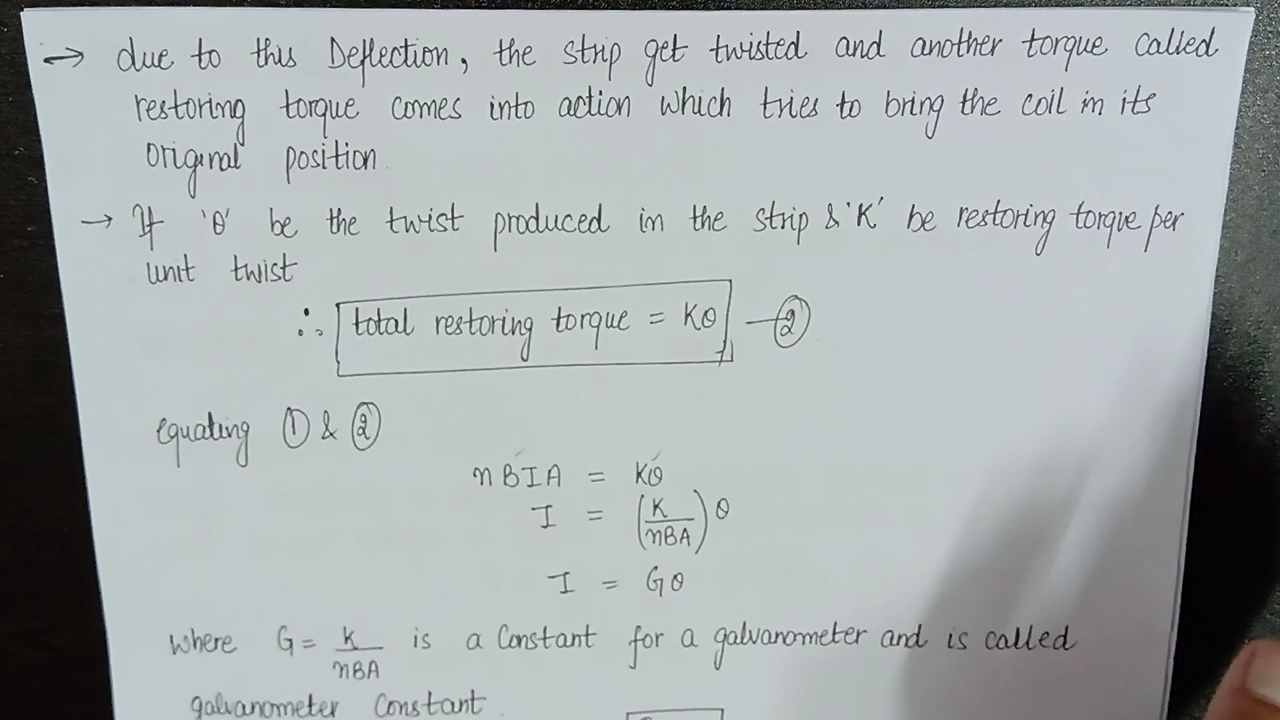 → due to this Deflection, the strip get twisted and another torque called
restoring torque comes into action which tries to bring the coil in its
original position.
→ If 'θ' be the twist produced in the strip & 'K' be restoring torque per
unit twist
∴ total restoring torque = Kθ —②
equating ① & ②
nBIA = Kθ
I = (K/nBA) θ
I = Gθ
where G = K/nBA is a Constant for a galvanometer and is called
galvanometer Constant